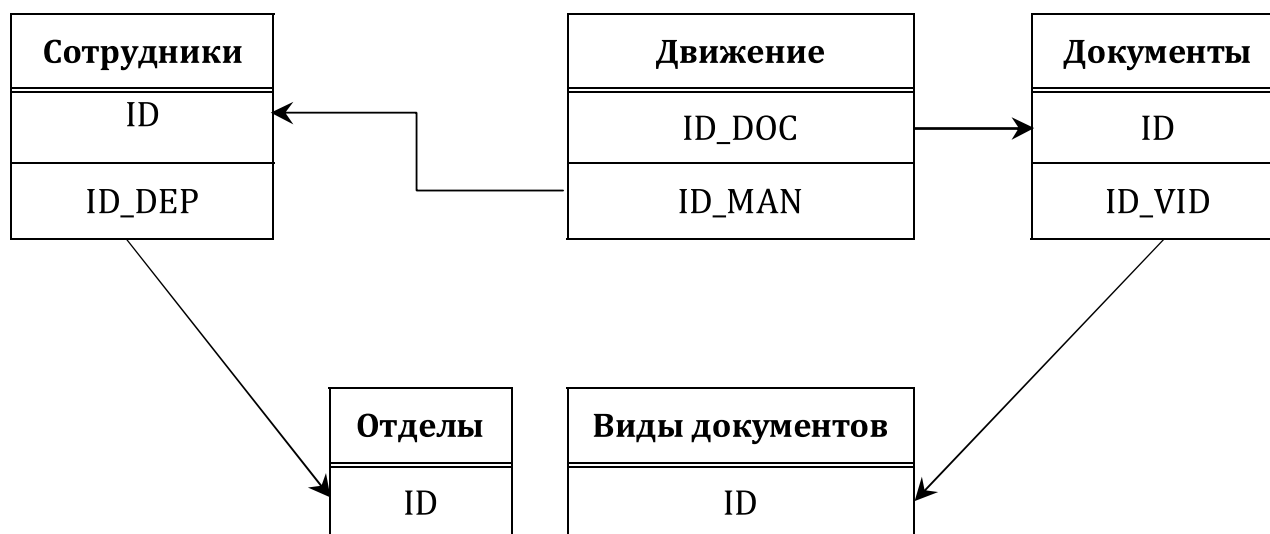 Сотрудники
ID
ID_DEP
Движение
ID_DOC
ID_MAN
Документы
ID
ID_VID
Отделы
ID
Виды документов
ID